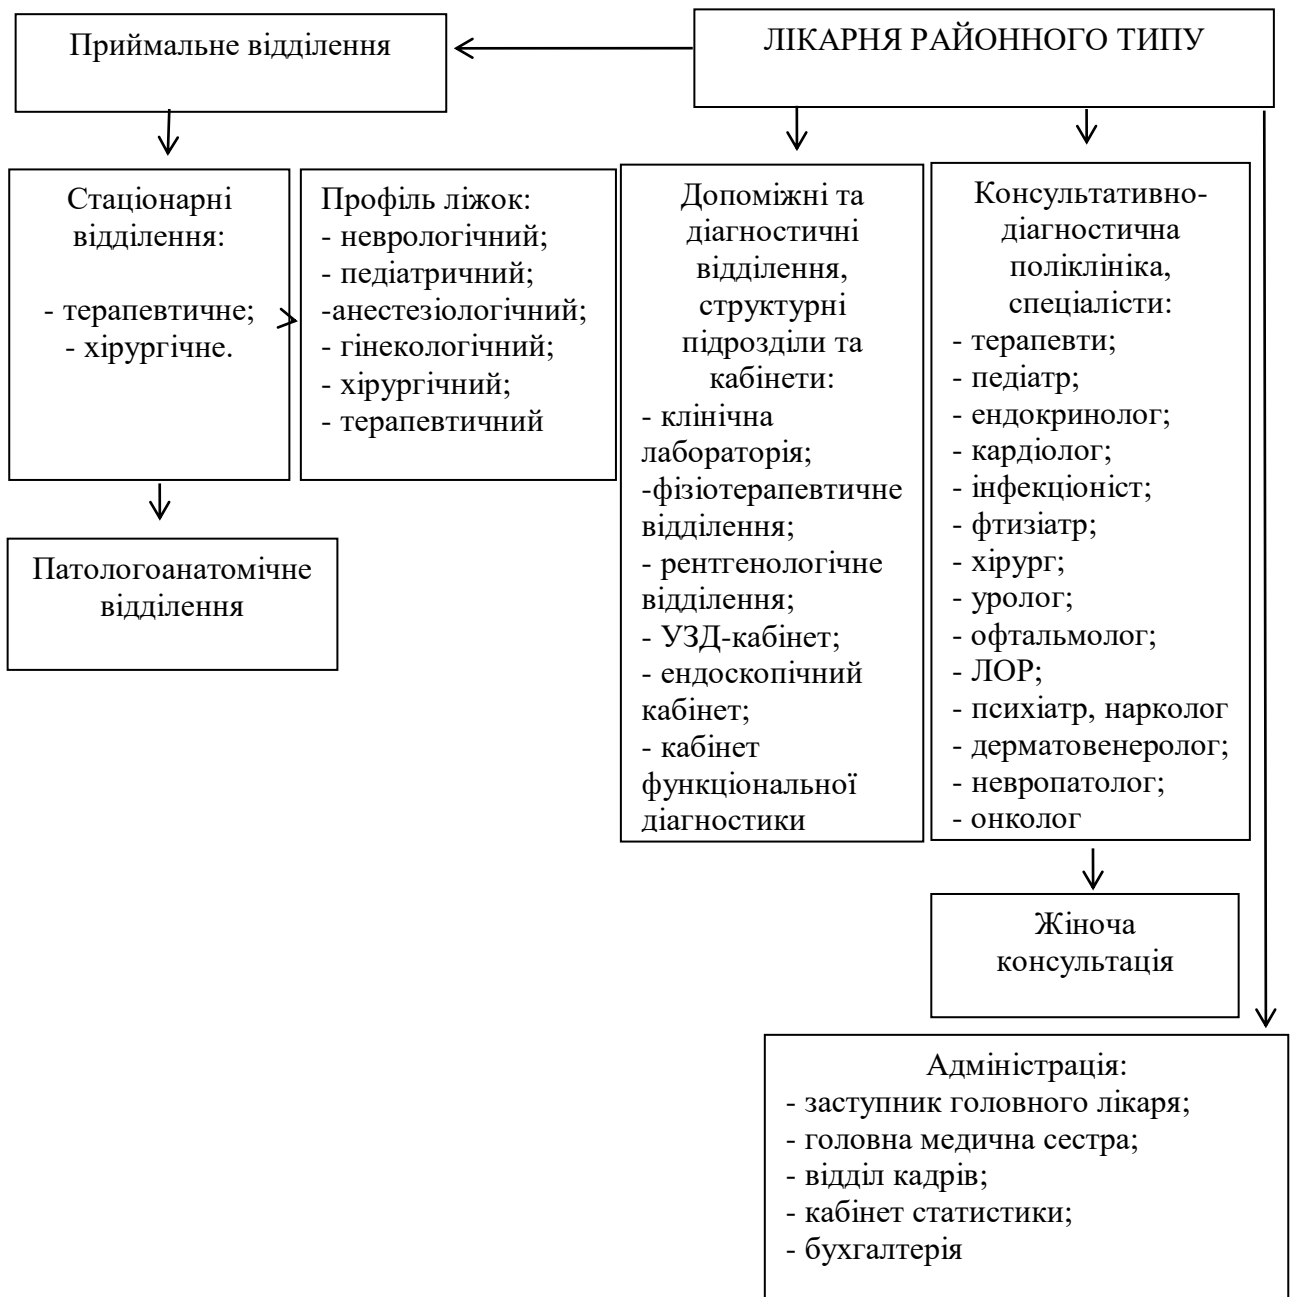 Приймальне відділення
ЛІКАРНЯ РАЙОННОГО ТИПУ
Стаціонарні
відділення:
- терапевтичне;
- хірургічне.
Профіль ліжок:
- неврологічний;
- педіатричний;
-анестезіологічний;
- гінекологічний;
- хірургічний;
- терапевтичний
Допоміжні та
діагностичні
відділення,
структурні
підрозділи та
кабінети:
- клінічна
лабораторія;
-фізіотерапевтичне
відділення;
- рентгенологічне
відділення;
- УЗД-кабінет;
- ендоскопічний
кабінет;
- кабінет
функціональної
діагностики
Консультативно-
діагностична
поліклініка,
спеціалісти:
- терапевти;
- педіатр;
- ендокринолог;
- кардіолог;
- інфекціоніст;
- фтизіатр;
- хірург;
- уролог;
- офтальмолог;
- ЛОР;
- психіатр, нарколог
- дерматовенеролог;
- невропатолог;
- онколог
Патологоанатомічне
відділення
Жіноча
консультація
Адміністрація:
- заступник головного лікаря;
- головна медична сестра;
- відділ кадрів;
- кабінет статистики;
- бухгалтерія